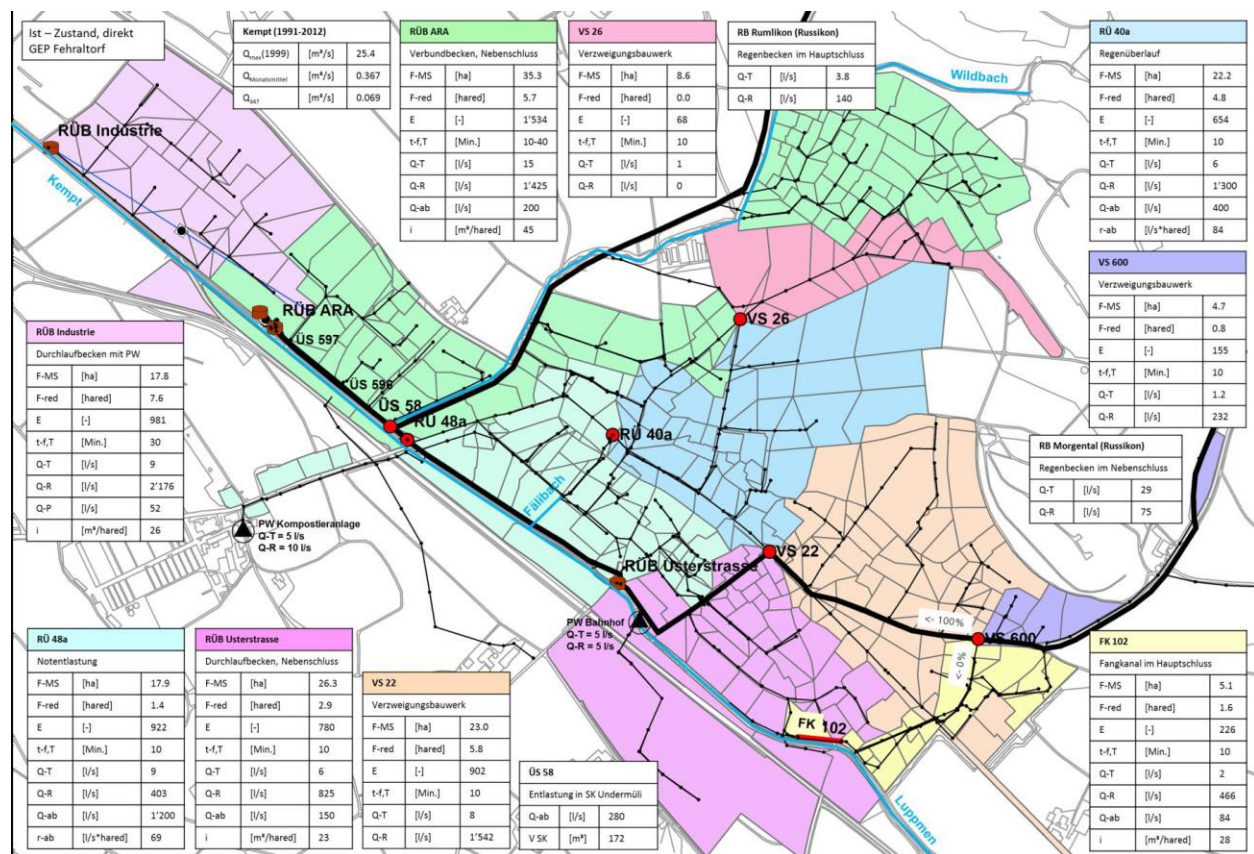 Ist – Zustand, direkt
GEP Fehraltorf
Kempt (1991-2012)
Qmax(1999) [m³/s] 25.4
QMonatsmittel [m³/s] 0.367
Q347 [m³/s] 0.069
RÜB ARA
Verbundbecken, Nebenschluss
F-MS [ha] 35.3
F-red [hared] 5.7
E [-] 1'534
t-f,T [Min.] 10-40
Q-T [l/s] 15
Q-R [l/s] 1'425
Q-ab [l/s] 200
i [m³/hared] 45
VS 26
Verzweigungsbauwerk
F-MS [ha] 8.6
F-red [hared] 0.0
E [-] 68
t-f,T [Min.] 10
Q-T [l/s] 1
Q-R [l/s] 0
RB Rumlikon (Russikon)
Regenbecken im Hauptschluss
Q-T [l/s] 3.8
Q-R [l/s] 140
RÜ 40a
Regenüberlauf
F-MS [ha] 22.2
F-red [hared] 4.8
E [-] 654
t-f,T [Min.] 10
Q-T [l/s] 6
Q-R [l/s] 1'300
Q-ab [l/s] 400
r-ab [l/s*hared] 84
VS 600
Verzweigungsbauwerk
F-MS [ha] 4.7
F-red [hared] 0.8
E [-] 155
t-f,T [Min.] 10
Q-T [l/s] 1.2
Q-R [l/s] 232
RB Morgental (Russikon)
Regenbecken im Nebenschluss
Q-T [l/s] 29
Q-R [l/s] 75
RÜB Industrie
Durchlaufbecken mit PW
F-MS [ha] 17.8
F-red [hared] 7.6
E [-] 981
t-f,T [Min.] 30
Q-T [l/s] 9
Q-R [l/s] 2'176
Q-P [l/s] 52
i [m³/hared] 26
RÜB Industrie
Kempt
Wildbach
RÜB ARA
ÜS 597
ÜS 596
ÜS 58
RÜ 48a
RÜ 40a
VS 26
Fällbach
VS 22
RÜB Usterstrasse
PW Kompostieranlage
Q-T = 5 l/s
Q-R = 10 l/s
PW Bahnhof
Q-T = 5 l/s
Q-R = 5 l/s
<- 100%
<- 0%
VS 600
FK 102
Luppmen
RÜ 48a
Notentlastung
F-MS [ha] 17.9
F-red [hared] 1.4
E [-] 922
t-f,T [Min.] 10
Q-T [l/s] 9
Q-R [l/s] 403
Q-ab [l/s] 1'200
r-ab [l/s*hared] 69
RÜB Usterstrasse
Durchlaufbecken, Nebenschluss
F-MS [ha] 26.3
F-red [hared] 2.9
E [-] 780
t-f,T [Min.] 10
Q-T [l/s] 6
Q-R [l/s] 825
Q-ab [l/s] 150
i [m³/hared] 23
VS 22
Verzweigungsbauwerk
F-MS [ha] 23.0
F-red [hared] 5.8
E [-] 902
t-f,T [Min.] 10
Q-T [l/s] 8
Q-R [l/s] 1'542
ÜS 58
Entlastung in SK Undermüli
Q-ab [l/s] 280
V SK [m³] 172
FK 102
Fangkanal im Hauptschluss
F-MS [ha] 5.1
F-red [hared] 1.6
E [-] 226
t-f,T [Min.] 10
Q-T [l/s] 2
Q-R [l/s] 466
Q-ab [l/s] 84
i [m³/hared] 28